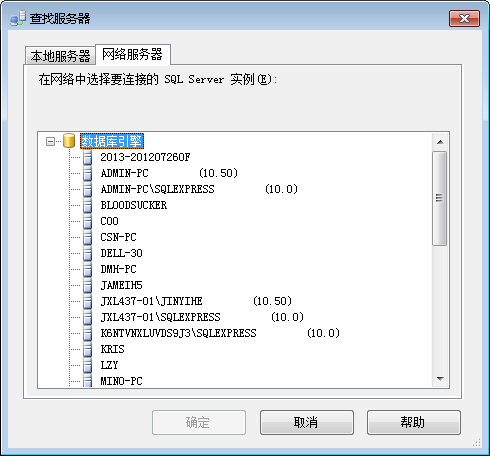 查找服务器
本地服务器 网络服务器
在网络中选择要连接的 SQL Server 实例(E):
数据库引擎
2013-201207260F
ADMIN-PC (10.50)
ADMIN-PC\SQLEXPRESS (10.0)
BLOODSUCKER
COO
CSN-PC
DELL-30
DMH-PC
JAMEIH5
JXL437-01\JINYIHE (10.50)
JXL437-01\SQLEXPRESS (10.0)
K6NTVNXLUVDS9J3\SQLEXPRESS (10.0)
KRIS
LZY
MINO-PC
确定 取消 帮助